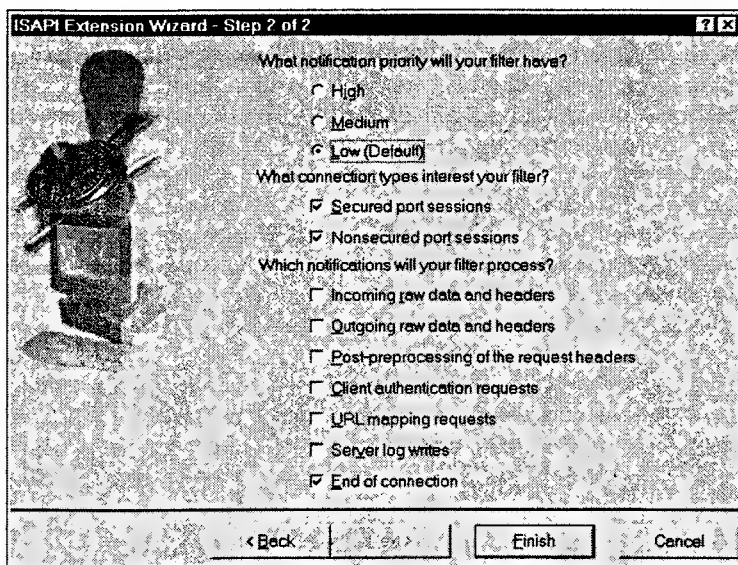 ISAPI Extension Wizard - Step 2 of 2
What notification priority will your filter have?
High
Medium
Low (Default)
What connection types interest your filter?
Secured port sessions
Nonsecured port sessions
Which notifications will your filter process?
Incoming raw data and headers
Outgoing raw data and headers
Post-preprocessing of the request headers
Client authentication requests
URL mapping requests
Server log writes
End of connection
< Back
Finish
Cancel